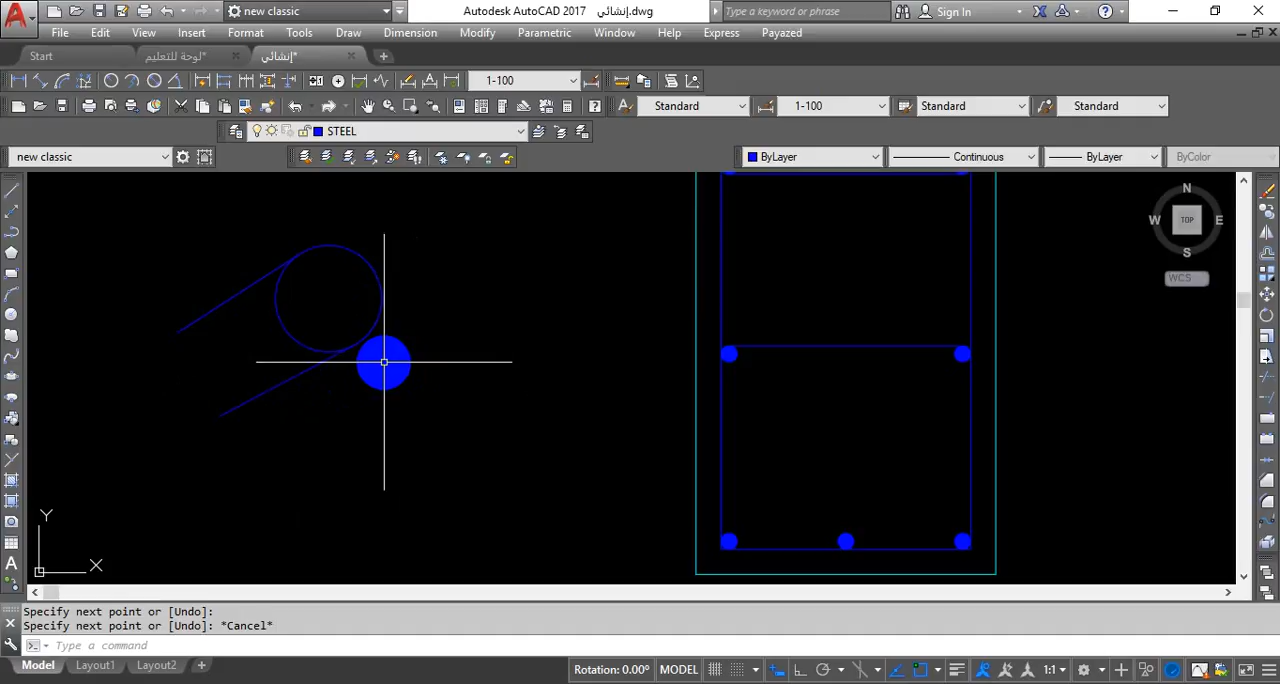 new classic
Autodesk AutoCAD 2017 إنشائي.dwg
Type a keyword or phrase
Sign In
File Edit View Insert Format Tools Draw Dimension Modify Parametric Window Help Express Payazed
Start لوحة للتعليم* إنشائي*
1-100
Standard 1-100 Standard Standard
STEEL
new classic ByLayer Continuous ByLayer ByColor
N
W TOP E
S
WCS
Y
X
Specify next point or [Undo]:
Specify next point or [Undo]: *Cancel*
Type a command
Model Layout1 Layout2 + Rotation: 0.00° MODEL 1:1